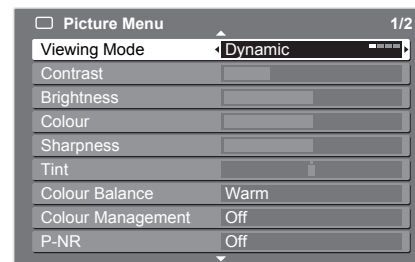 Picture Menu 1/2
Viewing Mode Dynamic
Contrast
Brightness
Colour
Sharpness
Tint
Colour Balance Warm
Colour Management Off
P-NR Off